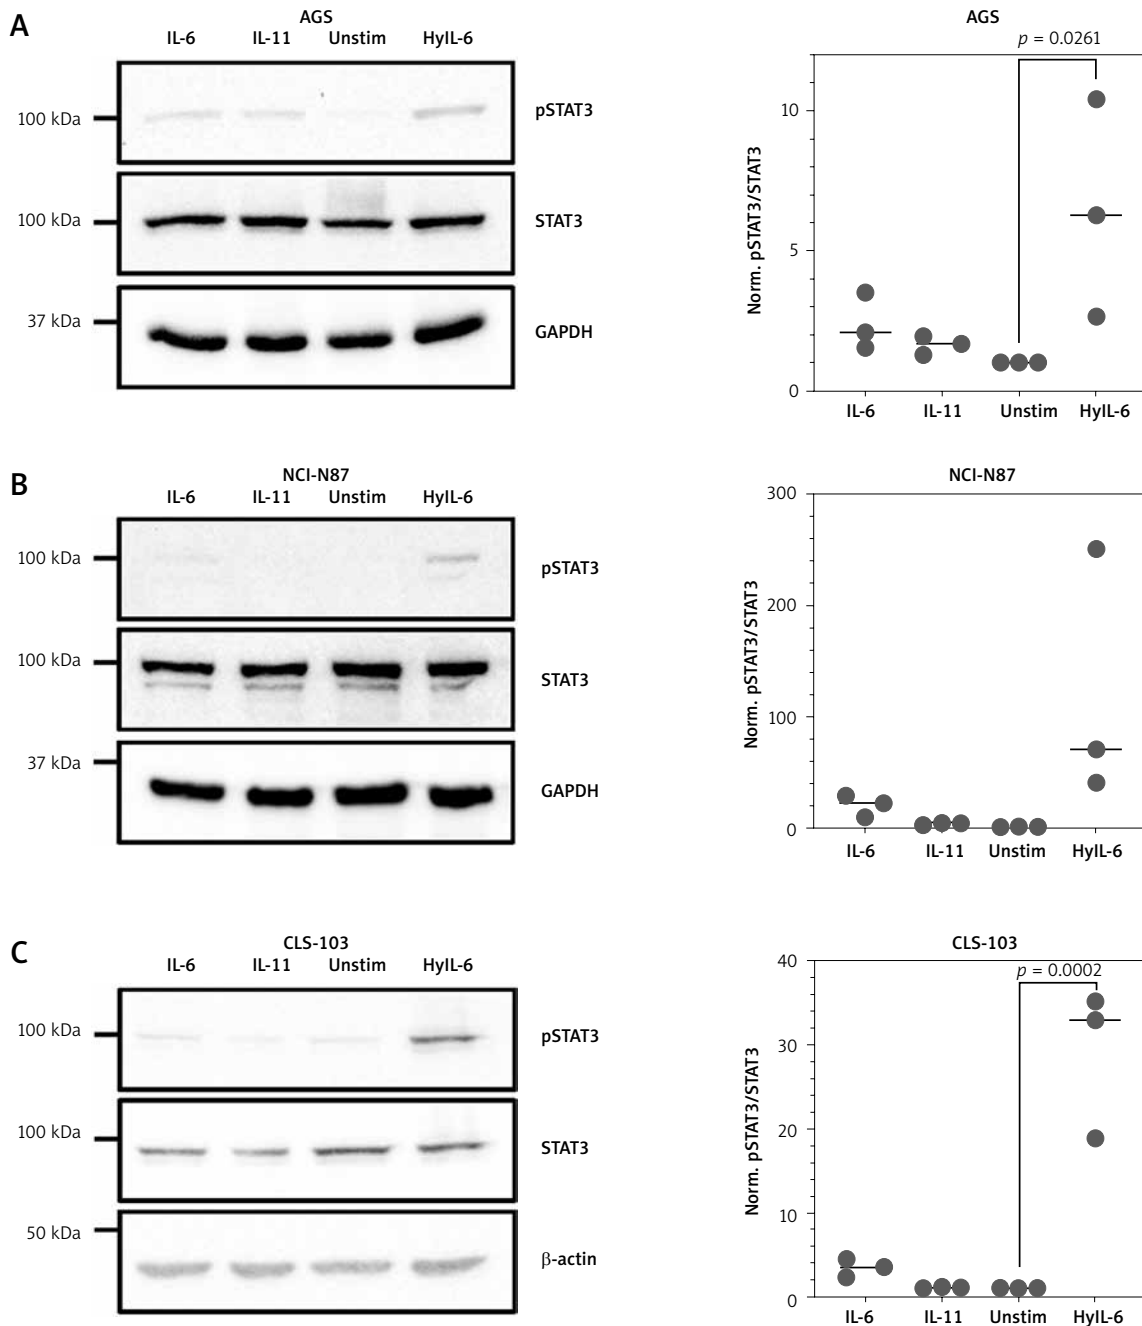 A
AGS
IL-6 IL-11 Unstim HyIL-6
100 kDa
pSTAT3
100 kDa
STAT3
37 kDa
GAPDH
AGS
p = 0.0261
Norm. pSTAT3/STAT3
10
5
0
IL-6 IL-11 Unstim HyIL-6
B
NCI-N87
IL-6 IL-11 Unstim HyIL-6
100 kDa
pSTAT3
100 kDa
STAT3
37 kDa
GAPDH
NCI-N87
Norm. pSTAT3/STAT3
300
200
100
0
IL-6 IL-11 Unstim HyIL-6
C
CLS-103
IL-6 IL-11 Unstim HyIL-6
100 kDa
pSTAT3
100 kDa
STAT3
50 kDa
β-actin
CLS-103
p = 0.0002
Norm. pSTAT3/STAT3
40
30
20
10
0
IL-6 IL-11 Unstim HyIL-6